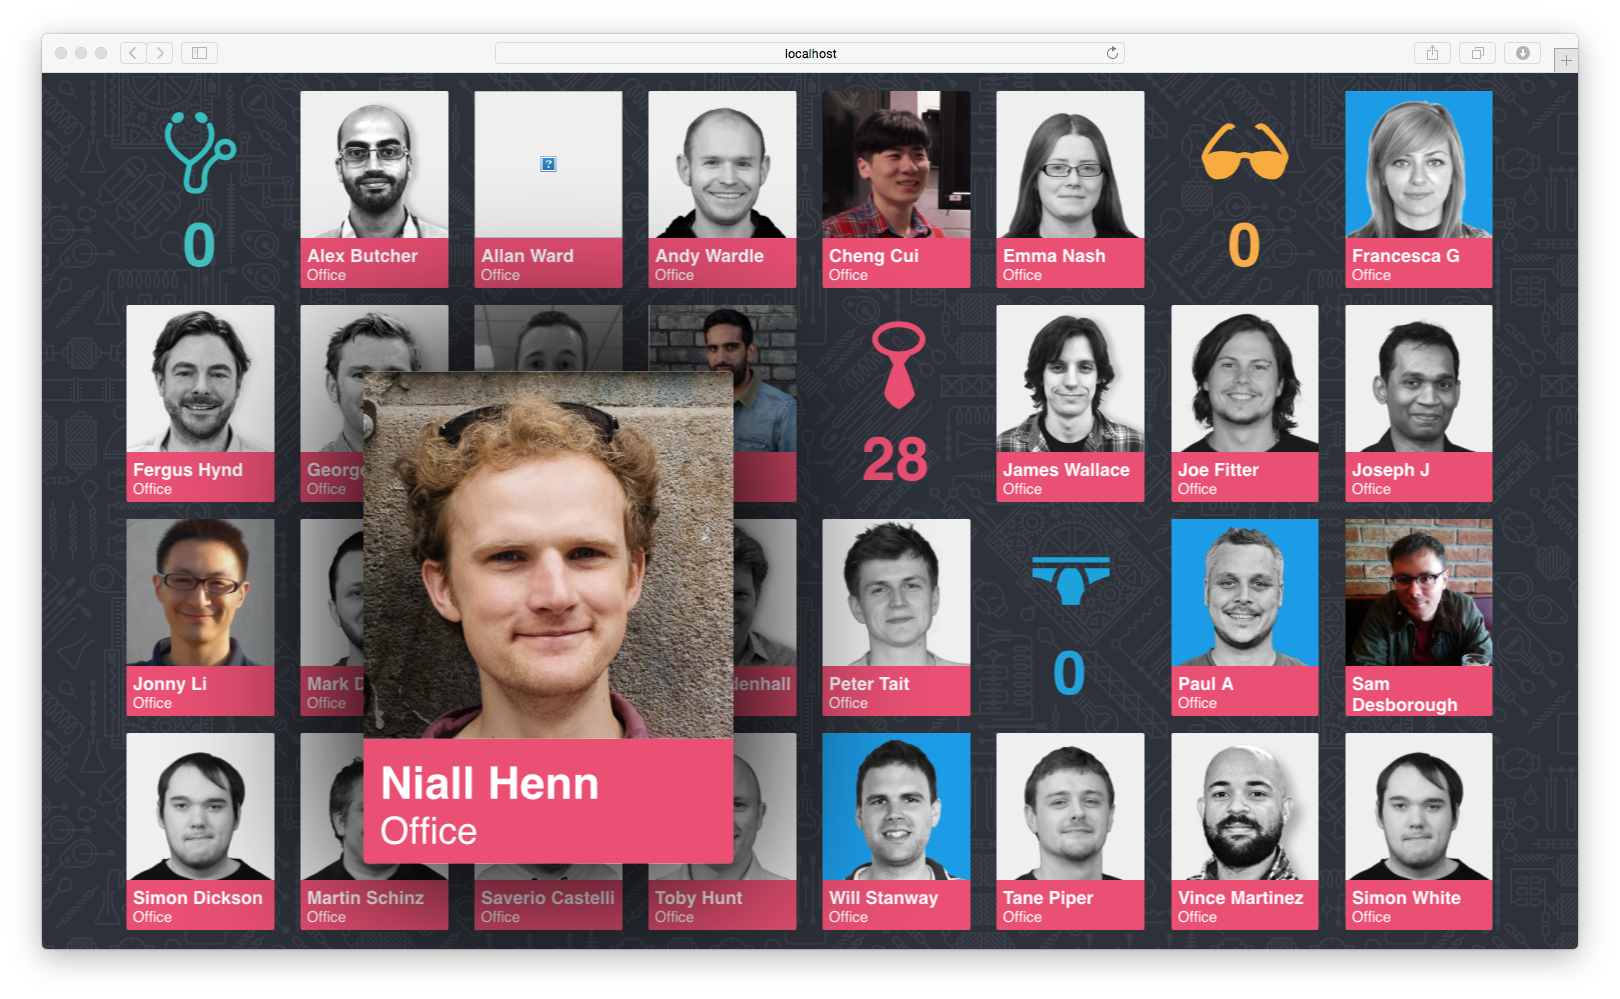 localhost
0
Alex Butcher
Office
Allan Ward
Office
Andy Wardle
Office
Cheng Cui
Office
Emma Nash
Office
0
Francesca G
Office
Fergus Hynd
Office
George
Office
28
James Wallace
Office
Joe Fitter
Office
Joseph J
Office
Jonny Li
Office
Mark D
Office
denhall
Peter Tait
Office
0
Paul A
Office
Sam
Desborough
Niall Henn
Office
Simon Dickson
Office
Martin Schinz
Office
Saverio Castelli
Office
Toby Hunt
Office
Will Stanway
Office
Tane Piper
Office
Vince Martinez
Office
Simon White
Office